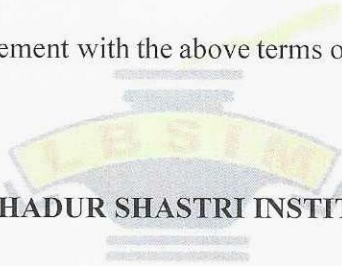 ement with the above terms o
LBSIM
HADUR SHASTRI INSTIT